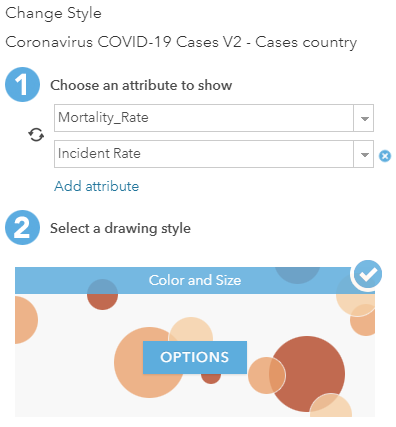 Change Style
Coronavirus COVID-19 Cases V2 - Cases country
1 Choose an attribute to show
Mortality_Rate
Incident Rate
Add attribute
2 Select a drawing style
Color and Size
OPTIONS